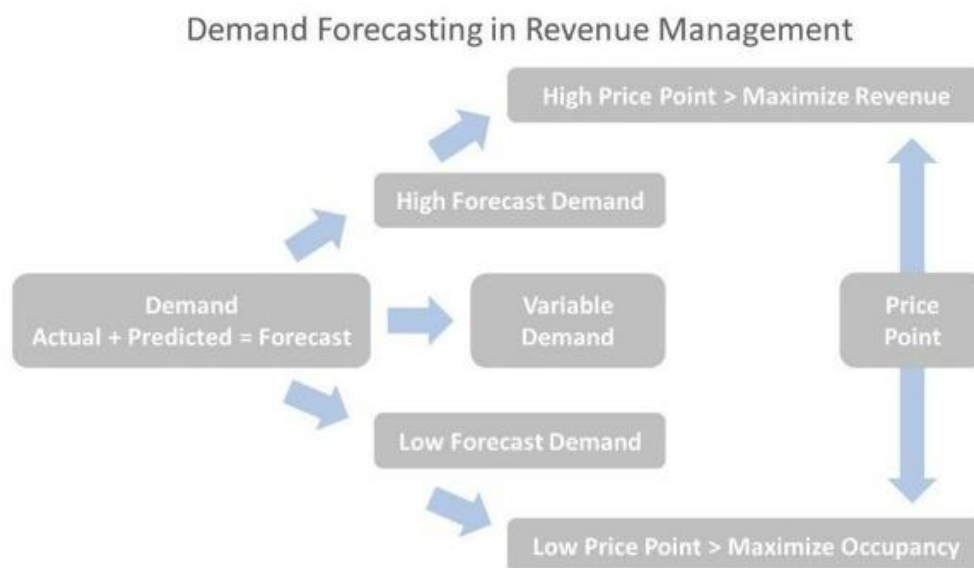 Demand Forecasting in Revenue Management
High Price Point > Maximize Revenue
High Forecast Demand
Demand
Actual + Predicted = Forecast
Variable
Demand
Price
Point
Low Forecast Demand
Low Price Point > Maximize Occupancy